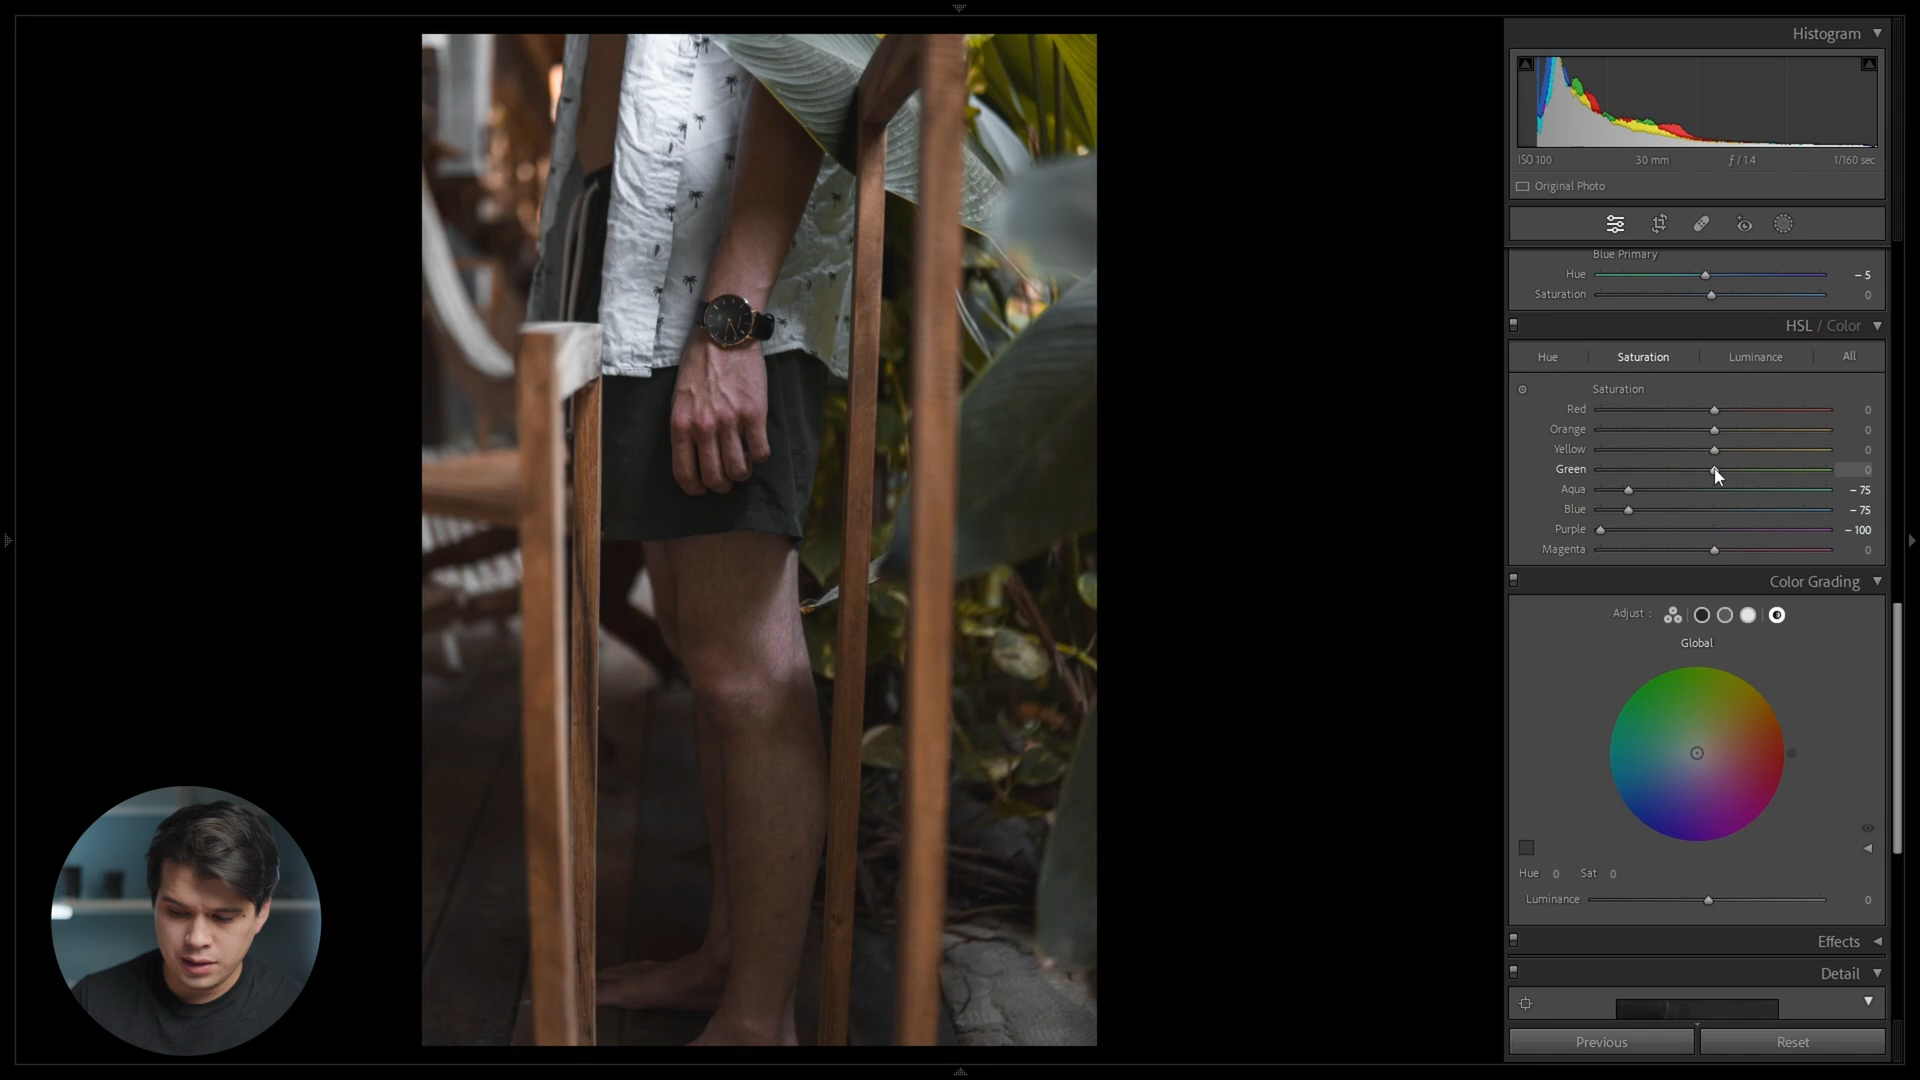 Histogram
ISO 100 30 mm ƒ / 1.4 1/160 sec
Original Photo
Blue Primary
Hue – 5
Saturation 0
HSL / Color
Hue Saturation Luminance All
Saturation
Red 0
Orange 0
Yellow 0
Green 0
Aqua – 75
Blue – 75
Purple – 100
Magenta 0
Color Grading
Adjust :
Global
Hue 0 Sat 0
Luminance 0
Effects
Detail
Previous Reset